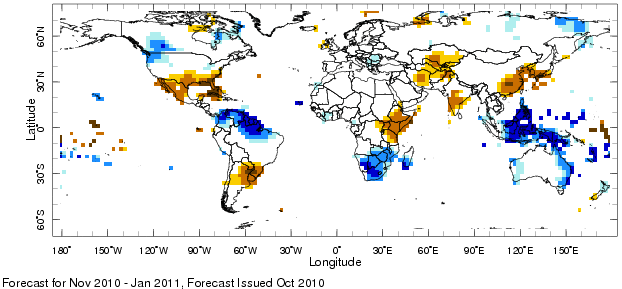 60°N
30°N
0°
30°S
60°S
Latitude
180° 150°W 120°W 90°W 60°W 30°W 0° 30°E 60°E 90°E 120°E 150°E
Longitude
Forecast for Nov 2010 - Jan 2011, Forecast Issued Oct 2010